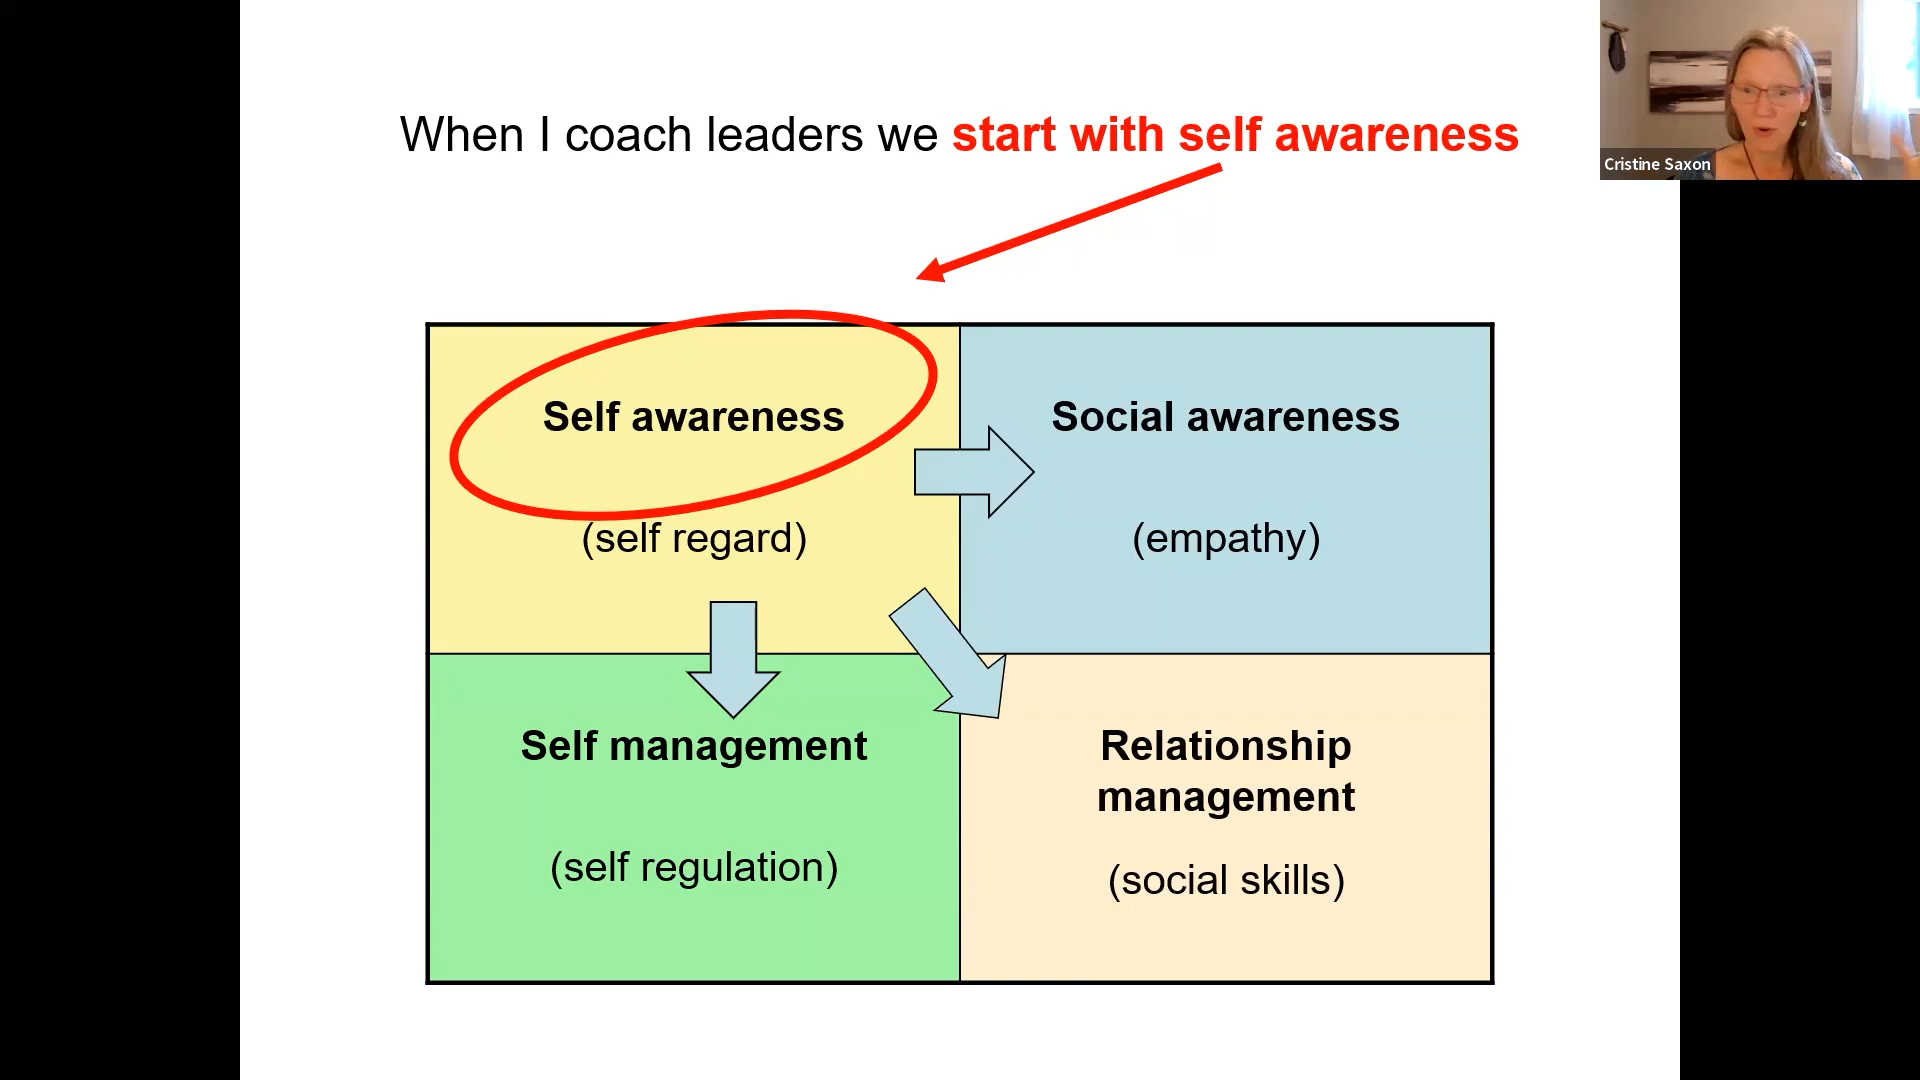 When I coach leaders we start with self awareness
Cristine Saxon
Self awareness
(self regard)
Social awareness
(empathy)
Self management
(self regulation)
Relationship
management
(social skills)